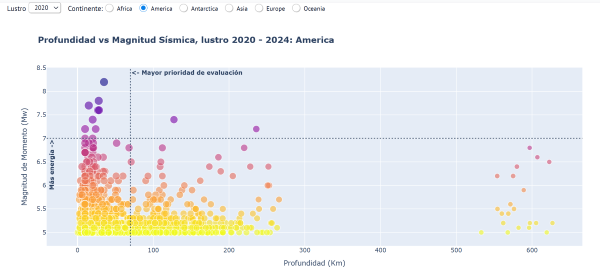 Lustro 2020 Continente: Africa America Antarctica Asia Europe Oceania
Profundidad vs Magnitud Sísmica, lustro 2020 - 2024: America
<- Mayor prioridad de evaluación
Magnitud de Momento (Mw)
Más energía ->
8.5
8
7.5
7
6.5
6
5.5
5
0 100 200 300 400 500 600
Profundidad (Km)